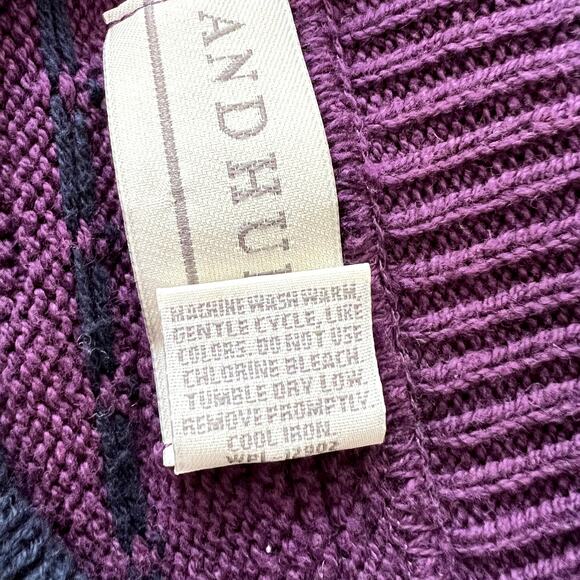 ANDHU
MACHINE WASH WARM,
GENTLE CYCLE, LIKE
COLORS. DO NOT USE
CHLORINE BLEACH.
TUMBLE DRY LOW.
REMOVE PROMPTLY.
COOL IRON.